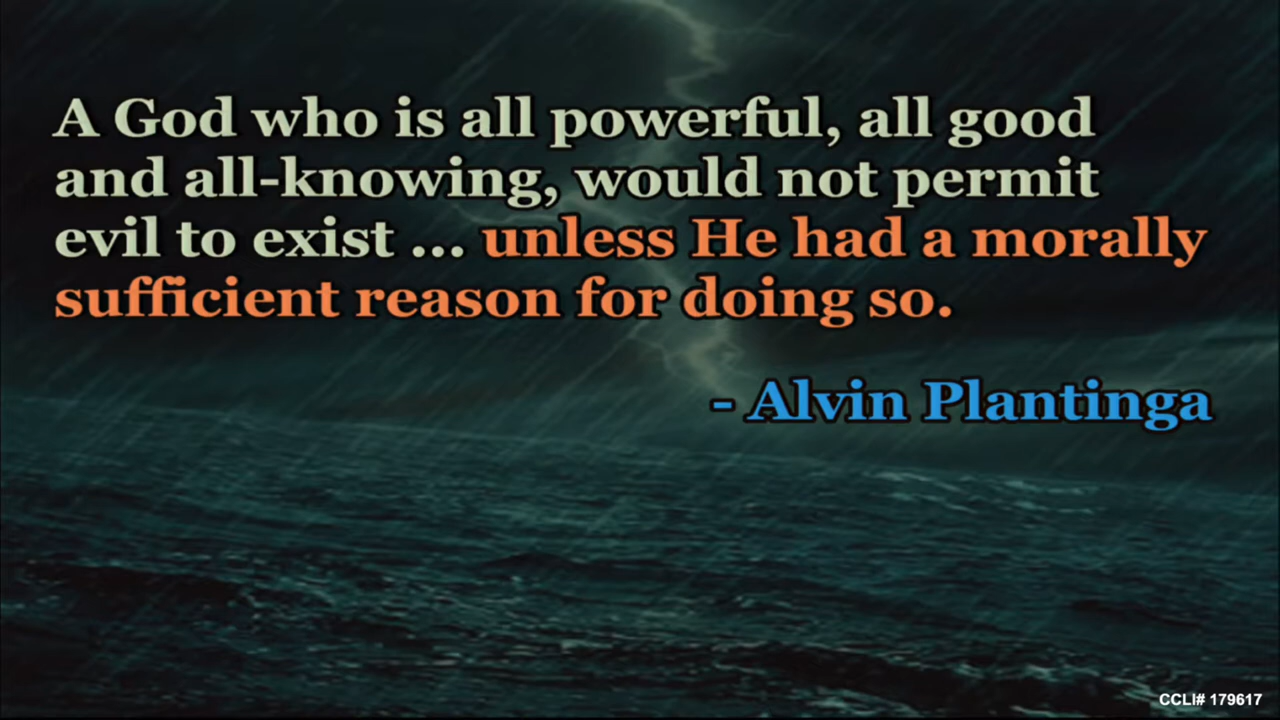 A God who is all powerful, all good
and all-knowing, would not permit
evil to exist ... unless He had a morally
sufficient reason for doing so.
- Alvin Plantinga
CCLI# 179617